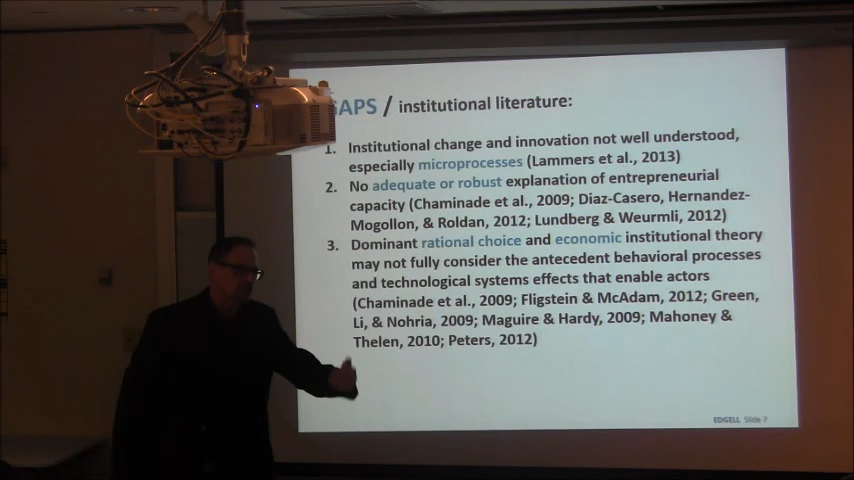 GAPS / institutional literature:
1. Institutional change and innovation not well understood,
especially microprocesses (Lammers et al., 2013)
2. No adequate or robust explanation of entrepreneurial
capacity (Chaminade et al., 2009; Diaz-Casero, Hernandez-
Mogollon, & Roldan, 2012; Lundberg & Weurmli, 2012)
3. Dominant rational choice and economic institutional theory
may not fully consider the antecedent behavioral processes
and technological systems effects that enable actors
(Chaminade et al., 2009; Fligstein & McAdam, 2012; Green,
Li, & Nohria, 2009; Maguire & Hardy, 2009; Mahoney &
Thelen, 2010; Peters, 2012)
EDGELL Slide 7